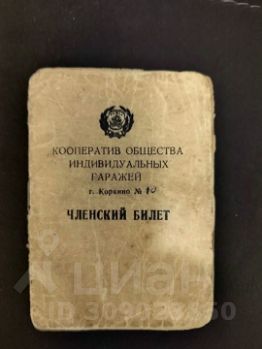 КООПЕРАТИВ ОБЩЕСТВА
ИНДИВИДУАЛЬНЫХ
ГАРАЖЕЙ
г. Коркино № 10
ЧЛЕНСКИЙ БИЛЕТ
циан